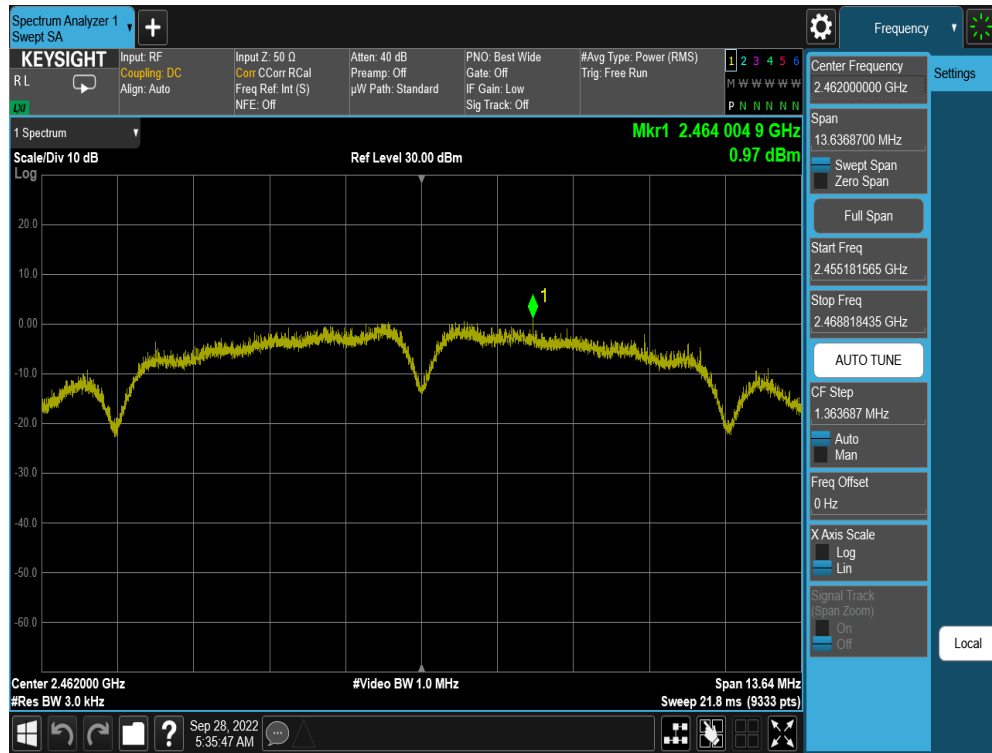 Spectrum Analyzer 1
Swept SA
Frequency
KEYSIGHT
R L
LXI
Input: RF
Coupling: DC
Align: Auto
Input Z: 50 Ω
Corr CCorr RCal
Freq Ref: Int (S)
NFE: Off
Atten: 40 dB
Preamp: Off
µW Path: Standard
PNO: Best Wide
Gate: Off
IF Gain: Low
Sig Track: Off
#Avg Type: Power (RMS)
Trig: Free Run
1 2 3 4 5 6
M W W W W W
P N N N N N
1 Spectrum
Mkr1 2.464 004 9 GHz
Scale/Div 10 dB
Ref Level 30.00 dBm
0.97 dBm
Log
20.0
10.0
1
0.00
-10.0
-20.0
-30.0
-40.0
-50.0
-60.0
Center 2.462000 GHz
#Video BW 1.0 MHz
Span 13.64 MHz
#Res BW 3.0 kHz
Sweep 21.8 ms (9333 pts)
?
Sep 28, 2022
5:35:47 AM
Center Frequency
2.462000000 GHz
Settings
Span
13.6368700 MHz
Swept Span
Zero Span
Full Span
Start Freq
2.455181565 GHz
Stop Freq
2.468818435 GHz
AUTO TUNE
CF Step
1.363687 MHz
Auto
Man
Freq Offset
0 Hz
X Axis Scale
Log
Lin
Signal Track
(Span Zoom)
On
Off
Local